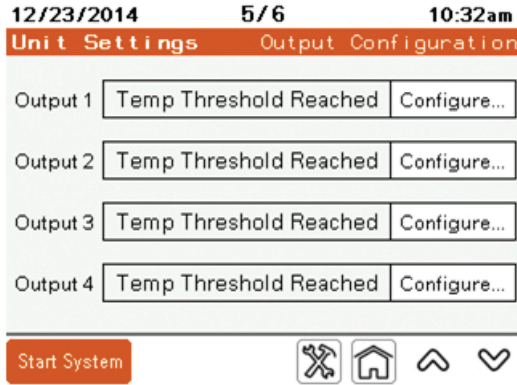 12/23/2014 5/6 10:32am
Unit Settings Output Configuration
Output 1 Temp Threshold Reached Configure...
Output 2 Temp Threshold Reached Configure...
Output 3 Temp Threshold Reached Configure...
Output 4 Temp Threshold Reached Configure...
Start System